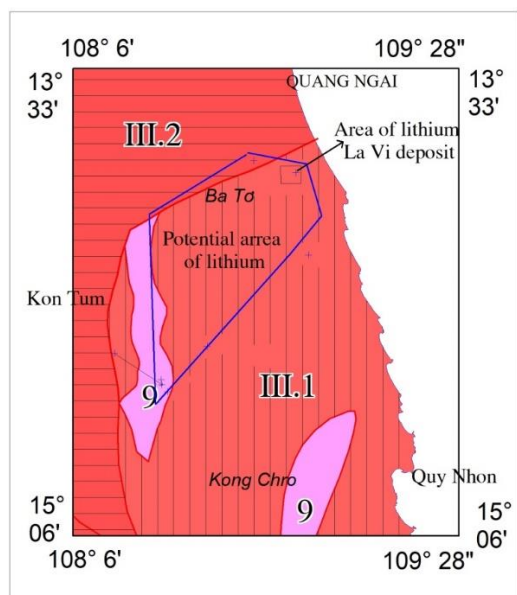 108° 6'
109° 28"
13°
33'
QUANG NGAI
13°
33'
III.2
Area of lithium
La Vi deposit
Ba Tơ
Potential arrea
of lithium
Kon Tum
9
III.1
Kong Chro
9
Quy Nhon
15°
06'
15°
06'
108° 6'
109° 28"